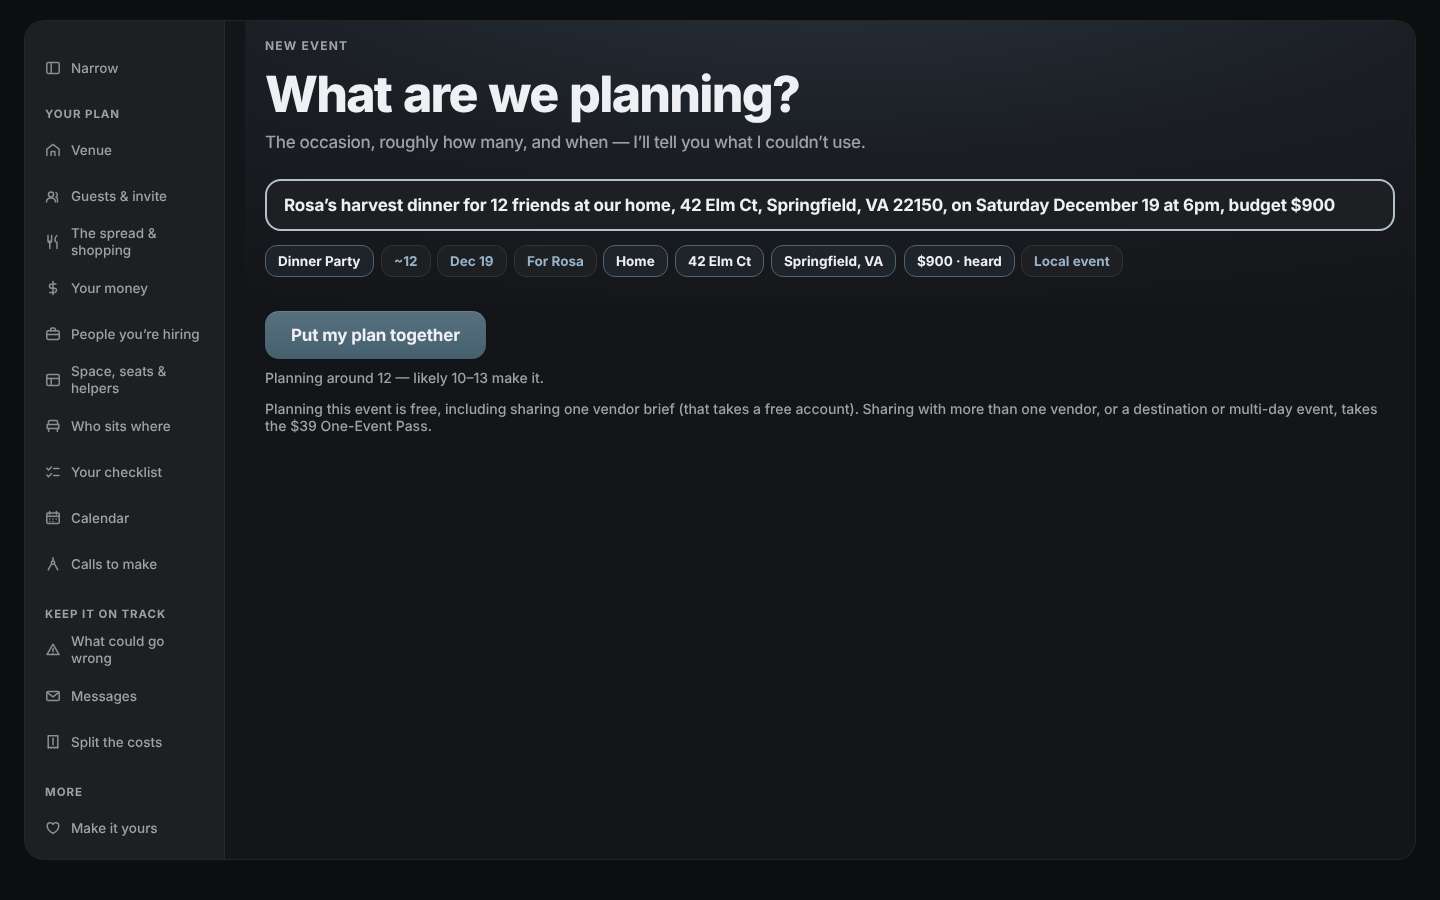 Narrow
YOUR PLAN
Venue
Guests & invite
The spread &
shopping
Your money
People you're hiring
Space, seats &
helpers
Who sits where
Your checklist
Calendar
Calls to make
KEEP IT ON TRACK
What could go
wrong
Messages
Split the costs
MORE
Make it yours
NEW EVENT
What are we planning?
The occasion, roughly how many, and when — I'll tell you what I couldn't use.
Rosa's harvest dinner for 12 friends at our home, 42 Elm Ct, Springfield, VA 22150, on Saturday December 19 at 6pm, budget $900
Dinner Party ~12 Dec 19 For Rosa Home 42 Elm Ct Springfield, VA $900 · heard Local event
Put my plan together
Planning around 12 — likely 10–13 make it.
Planning this event is free, including sharing one vendor brief (that takes a free account). Sharing with more than one vendor, or a destination or multi-day event, takes
the $39 One-Event Pass.